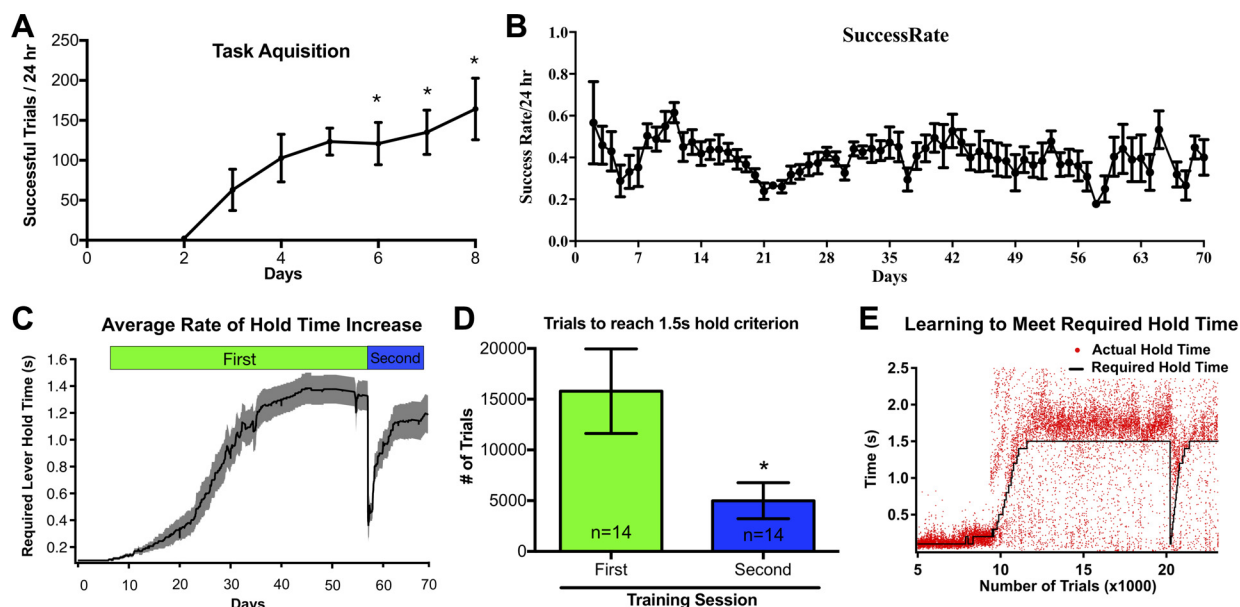 A
Task Aquisition
Successful Trials / 24 hr
250
200
150
100
50
0
* * *
0 2 4 6 8
Days
B
SuccessRate
Success Rate/24 hr
1.0
0.8
0.6
0.4
0.2
0.0
0 7 14 21 28 35 42 49 56 63 70
Days
C
Average Rate of Hold Time Increase
First Second
Required Lever Hold Time (s)
1.6
1.4
1.2
1.0
0.8
0.6
0.4
0.2
0 10 20 30 40 50 60 70
Days
D
Trials to reach 1.5s hold criterion
# of Trials
20000
15000
10000
5000
0
*
n=14 n=14
First Second
Training Session
E
Learning to Meet Required Hold Time
Actual Hold Time
Required Hold Time
Time (s)
2.5
2.0
1.5
1.0
0.5
5 10 15 20
Number of Trials (x1000)